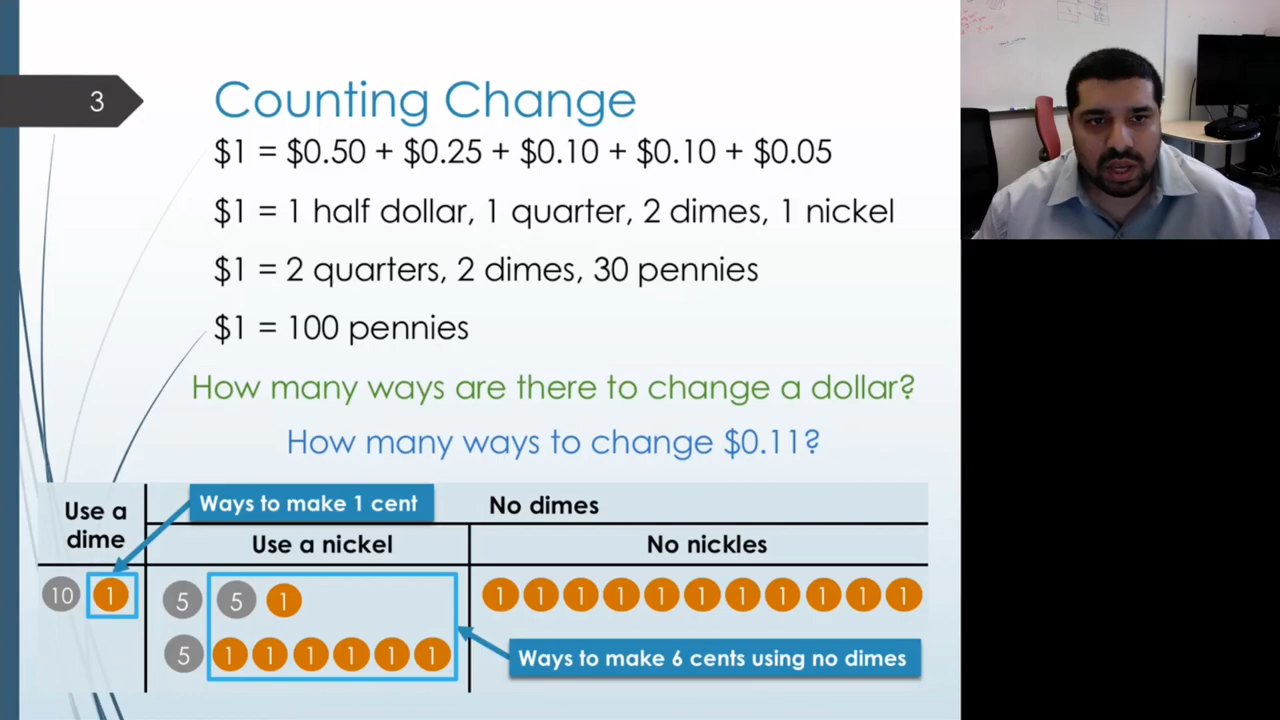 3
Counting Change
$1 = $0.50 + $0.25 + $0.10 + $0.10 + $0.05
$1 = 1 half dollar, 1 quarter, 2 dimes, 1 nickel
$1 = 2 quarters, 2 dimes, 30 pennies
$1 = 100 pennies
How many ways are there to change a dollar?
How many ways to change $0.11?
Use a
dime
Ways to make 1 cent
No dimes
Use a nickel
No nickles
10 1
5 5 1
1 1 1 1 1 1 1 1 1 1 1
5 1 1 1 1 1 1
Ways to make 6 cents using no dimes